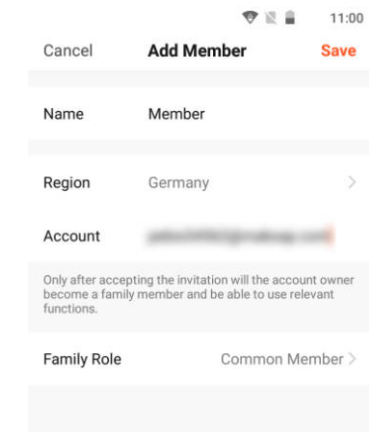 11:00
Cancel Add Member Save
Name Member
Region Germany
Account
Only after accepting the invitation will the account owner
become a family member and be able to use relevant
functions.
Family Role Common Member